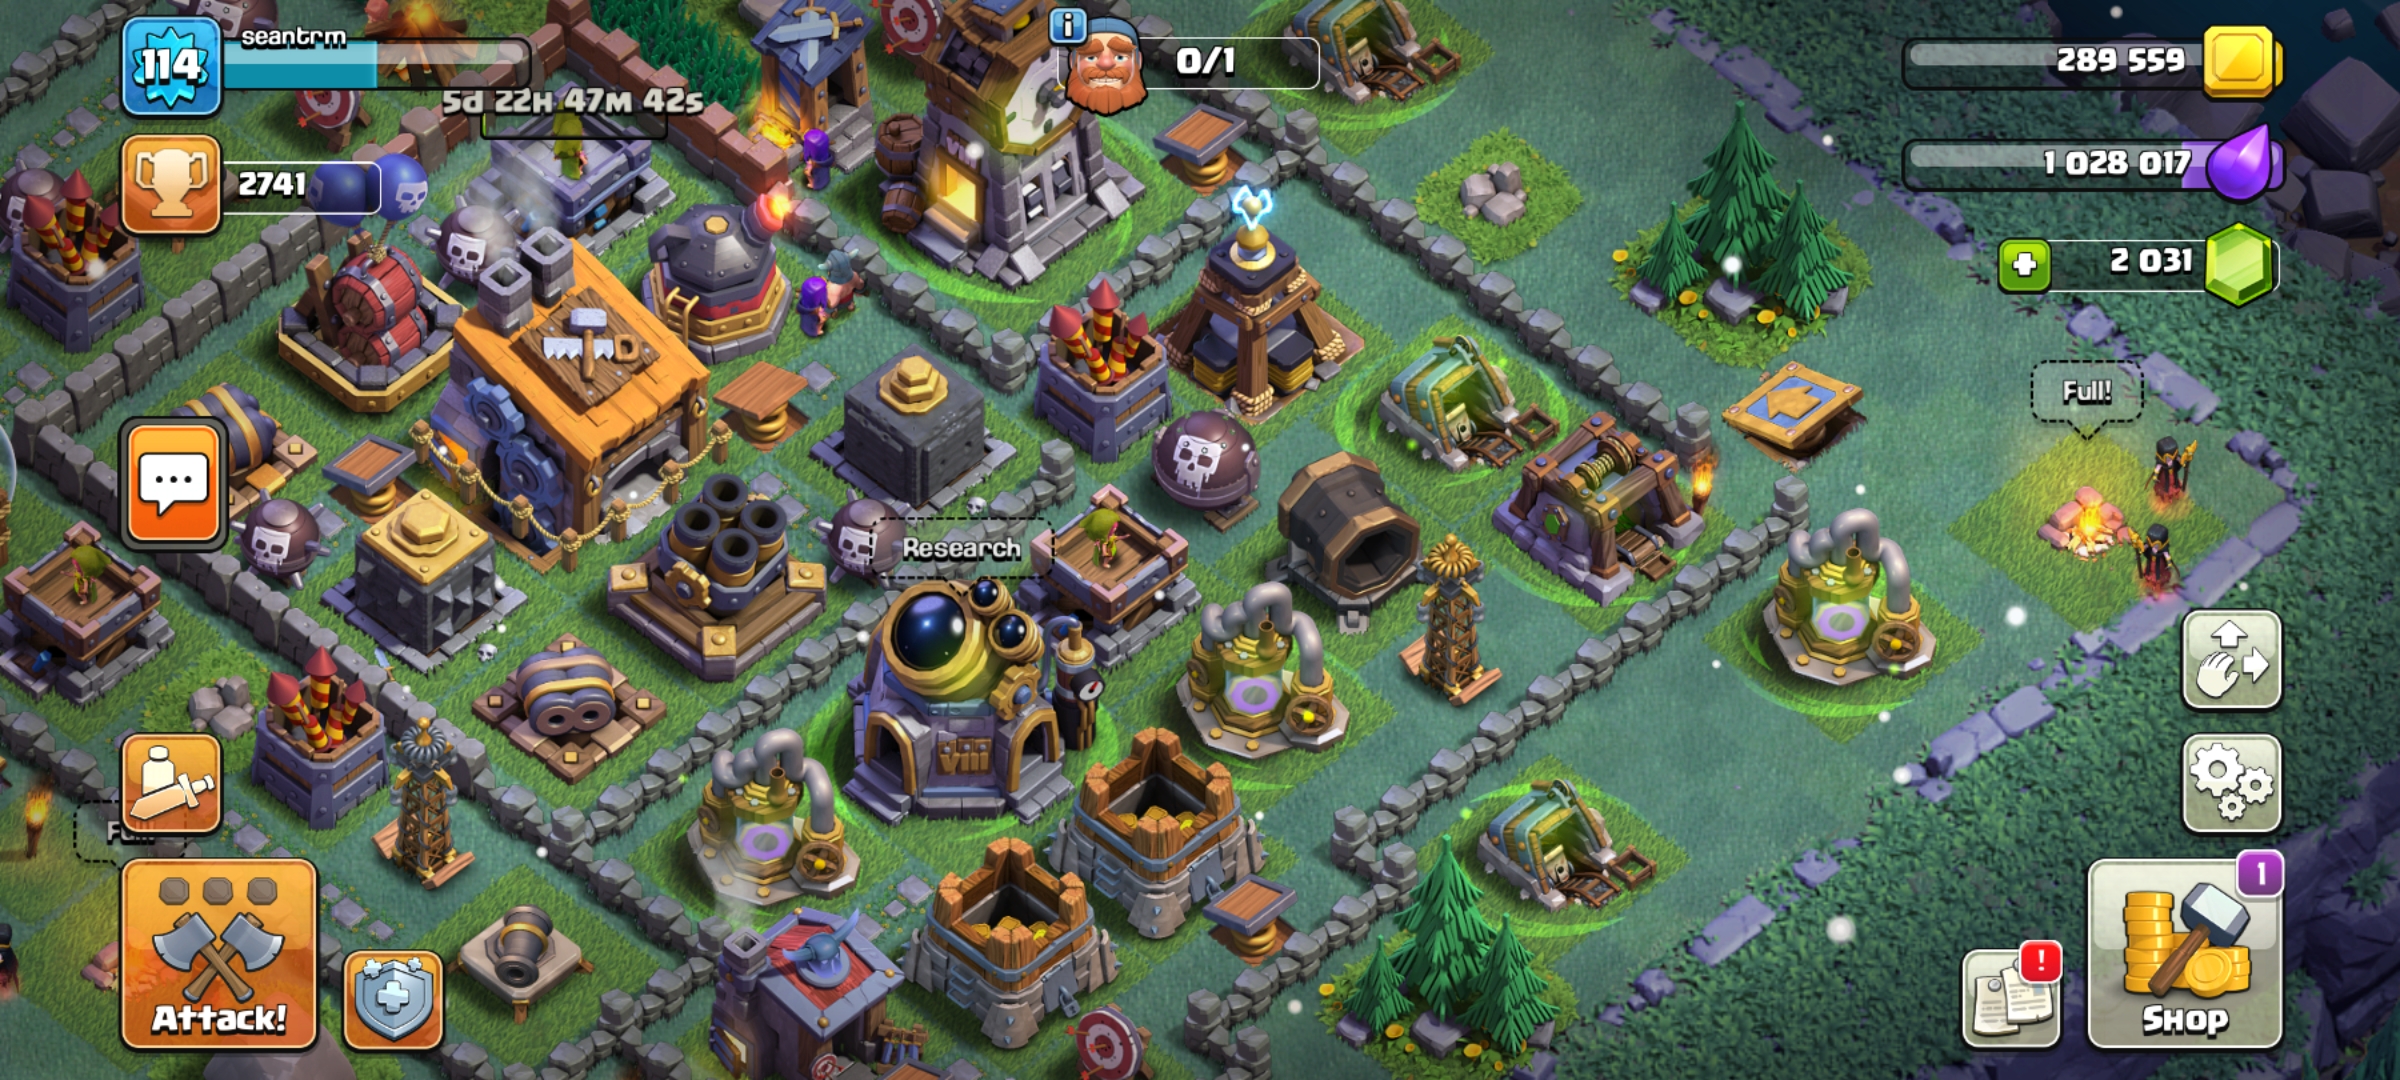 114
seantrm
5d 22H 47M 42s
i
0/1
289 559
2741
1 028 017
2 031
Full!
Research
VIII
Attack!
1
!
Shop